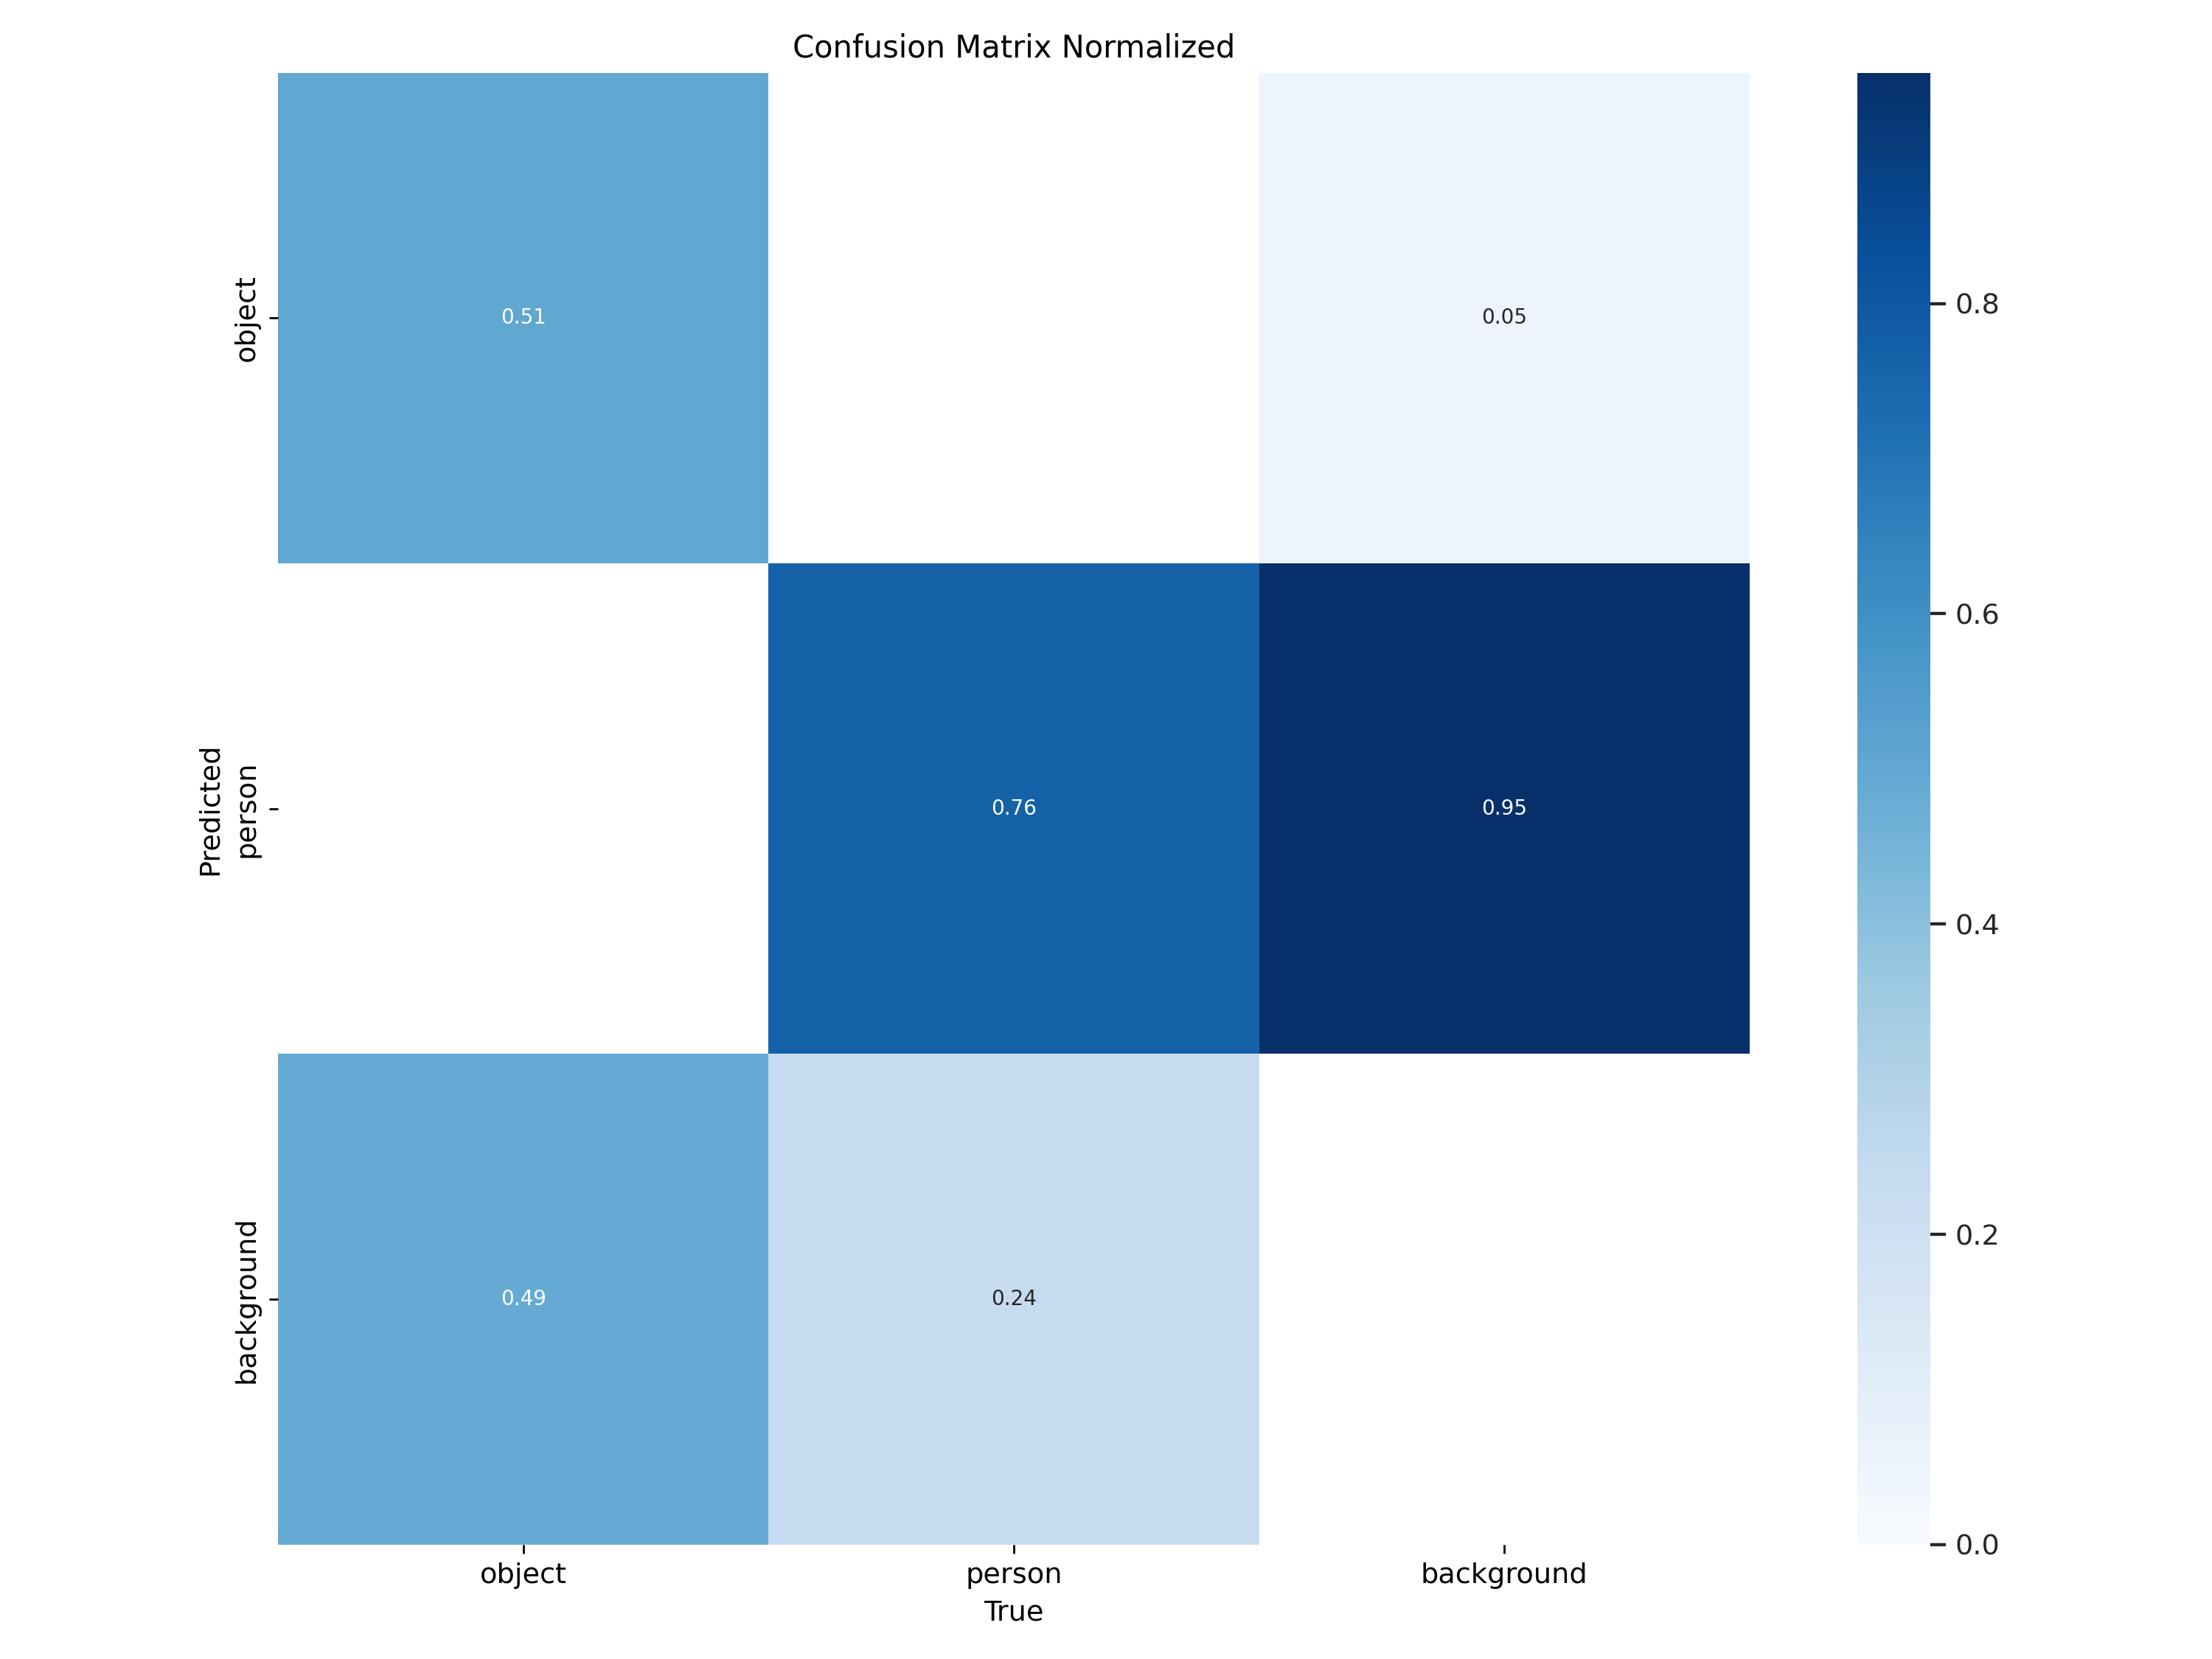 Confusion Matrix Normalized
object
0.51
0.05
0.8
0.6
Predicted
person
0.76
0.95
0.4
background
0.49
0.24
0.2
0.0
object
person
background
True